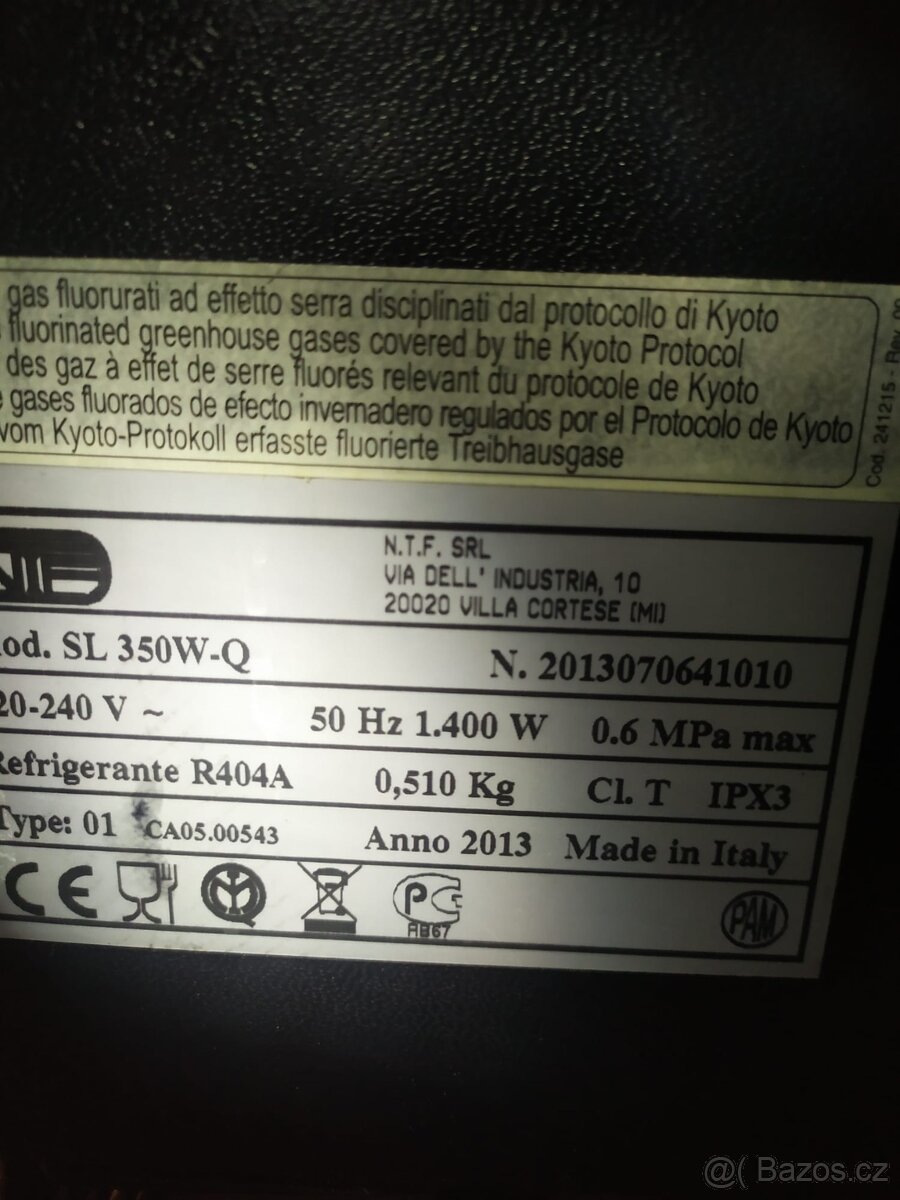 gas fluorurati ad effetto serra disciplinati dal protocollo di Kyoto
fluorinated greenhouse gases covered by the Kyoto Protocol
des gaz à effet de serre fluorés relevant du protocole de Kyoto
gases fluorados de efecto invernadero regulados por el Protocolo de Kyoto
vom Kyoto-Protokoll erfasste fluorierte Treibhausgase
Cod. 241215 - Rev. 00
N.T.F. SRL
VIA DELL' INDUSTRIA, 10
20020 VILLA CORTESE (MI)
od. SL 350W-Q N. 2013070641010
20-240 V ~ 50 Hz 1.400 W 0.6 MPa max
Refrigerante R404A 0,510 Kg Cl. T IPX3
Type: 01 CA05.00543 Anno 2013 Made in Italy
CE PAM
АВ67
@( Bazos.cz